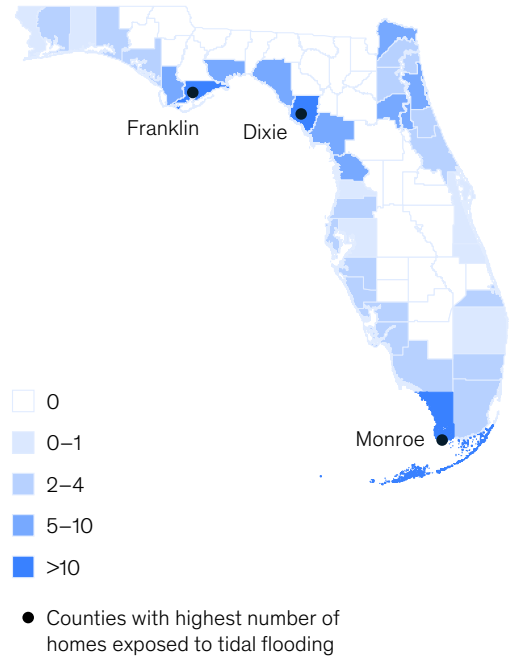 Franklin
Dixie
Monroe
0
0–1
2–4
5–10
>10
Counties with highest number of
homes exposed to tidal flooding